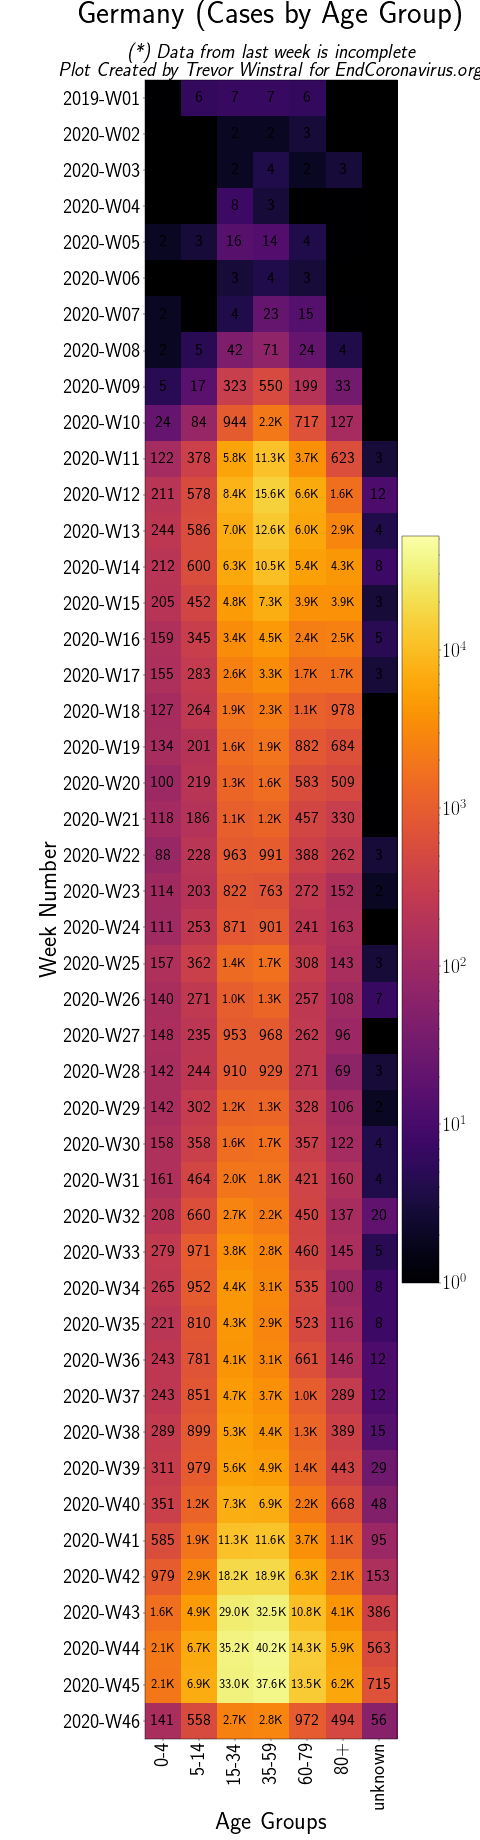 Germany (Cases by Age Group)
(*) Data from last week is incomplete
Plot Created by Trevor Winstral for EndCoronavirus.org
2019-W01 6 7 7 6
2020-W02 2 2 3
2020-W03 2 4 2 3
2020-W04 8 3
2020-W05 2 3 16 14 4
2020-W06 3 4 3
2020-W07 2 4 23 15
2020-W08 2 5 42 71 24 4
2020-W09 5 17 323 550 199 33
2020-W10 24 84 944 2.2K 717 127
2020-W11 122 378 5.8K 11.3K 3.7K 623 3
2020-W12 211 578 8.4K 15.6K 6.6K 1.6K 12
2020-W13 244 586 7.0K 12.6K 6.0K 2.9K 4
2020-W14 212 600 6.3K 10.5K 5.4K 4.3K 8
2020-W15 205 452 4.8K 7.3K 3.9K 3.9K 3
2020-W16 159 345 3.4K 4.5K 2.4K 2.5K 5
2020-W17 155 283 2.6K 3.3K 1.7K 1.7K 3
2020-W18 127 264 1.9K 2.3K 1.1K 978
2020-W19 134 201 1.6K 1.9K 882 684
2020-W20 100 219 1.3K 1.6K 583 509
2020-W21 118 186 1.1K 1.2K 457 330
2020-W22 88 228 963 991 388 262 3
2020-W23 114 203 822 763 272 152 2
2020-W24 111 253 871 901 241 163
2020-W25 157 362 1.4K 1.7K 308 143 3
2020-W26 140 271 1.0K 1.3K 257 108 7
2020-W27 148 235 953 968 262 96
2020-W28 142 244 910 929 271 69 3
2020-W29 142 302 1.2K 1.3K 328 106 2
2020-W30 158 358 1.6K 1.7K 357 122 4
2020-W31 161 464 2.0K 1.8K 421 160 4
2020-W32 208 660 2.7K 2.2K 450 137 20
2020-W33 279 971 3.8K 2.8K 460 145 5
2020-W34 265 952 4.4K 3.1K 535 100 8
2020-W35 221 810 4.3K 2.9K 523 116 8
2020-W36 243 781 4.1K 3.1K 661 146 12
2020-W37 243 851 4.7K 3.7K 1.0K 289 12
2020-W38 289 899 5.3K 4.4K 1.3K 389 15
2020-W39 311 979 5.6K 4.9K 1.4K 443 29
2020-W40 351 1.2K 7.3K 6.9K 2.2K 668 48
2020-W41 585 1.9K 11.3K 11.6K 3.7K 1.1K 95
2020-W42 979 2.9K 18.2K 18.9K 6.3K 2.1K 153
2020-W43 1.6K 4.9K 29.0K 32.5K 10.8K 4.1K 386
2020-W44 2.1K 6.7K 35.2K 40.2K 14.3K 5.9K 563
2020-W45 2.1K 6.9K 33.0K 37.6K 13.5K 6.2K 715
2020-W46 141 558 2.7K 2.8K 972 494 56
0-4 5-14 15-34 35-59 60-79 80+ unknown
Age Groups
Week Number
10⁴
10³
10²
10¹
10⁰